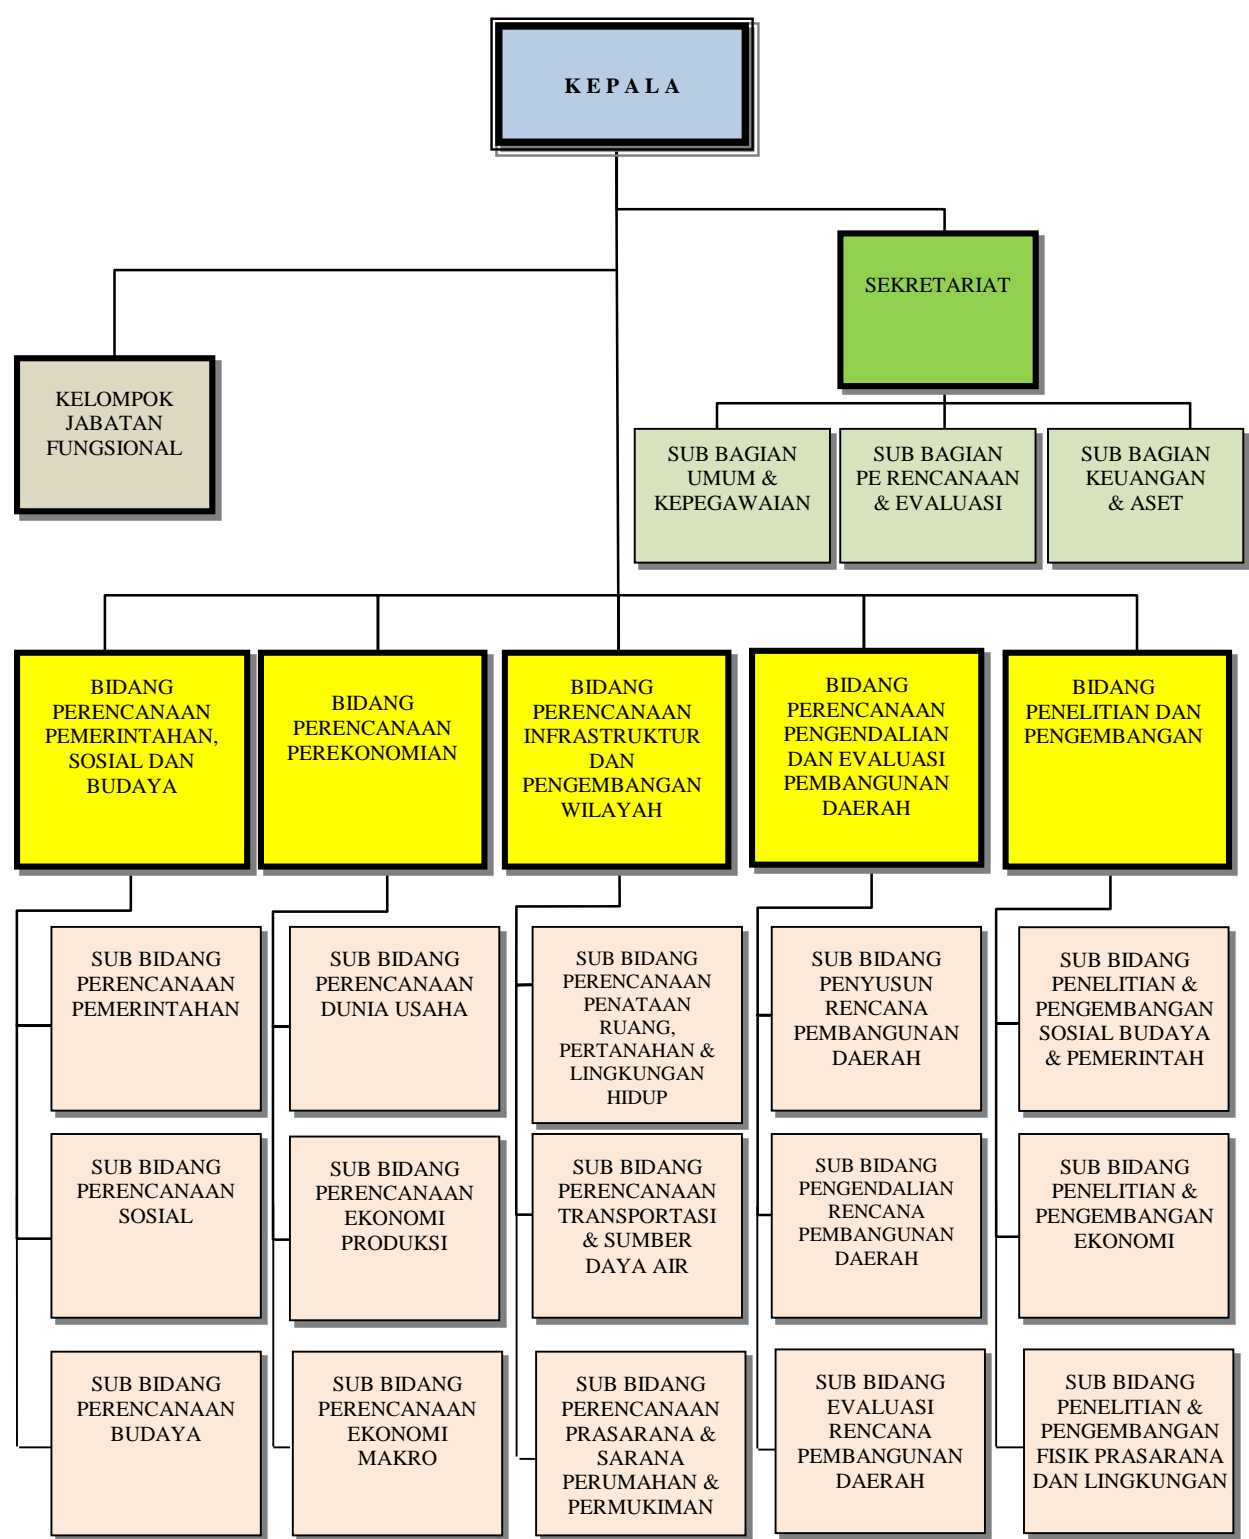 K E P A L A
SEKRETARIAT
KELOMPOK
JABATAN
FUNGSIONAL
SUB BAGIAN
UMUM &
KEPEGAWAIAN
SUB BAGIAN
PE RENCANAAN
& EVALUASI
SUB BAGIAN
KEUANGAN
& ASET
BIDANG
PERENCANAAN
PEMERINTAHAN,
SOSIAL DAN
BUDAYA
BIDANG
PERENCANAAN
PEREKONOMIAN
BIDANG
PERENCANAAN
INFRASTRUKTUR
DAN
PENGEMBANGAN
WILAYAH
BIDANG
PERENCANAAN
PENGENDALIAN
DAN EVALUASI
PEMBANGUNAN
DAERAH
BIDANG
PENELITIAN DAN
PENGEMBANGAN
SUB BIDANG
PERENCANAAN
PEMERINTAHAN
SUB BIDANG
PERENCANAAN
DUNIA USAHA
SUB BIDANG
PERENCANAAN
PENATAAN
RUANG,
PERTANAHAN &
LINGKUNGAN
HIDUP
SUB BIDANG
PENYUSUN
RENCANA
PEMBANGUNAN
DAERAH
SUB BIDANG
PENELITIAN &
PENGEMBANGAN
SOSIAL BUDAYA
& PEMERINTAH
SUB BIDANG
PERENCANAAN
SOSIAL
SUB BIDANG
PERENCANAAN
EKONOMI
PRODUKSI
SUB BIDANG
PERENCANAAN
TRANSPORTASI
& SUMBER
DAYA AIR
SUB BIDANG
PENGENDALIAN
RENCANA
PEMBANGUNAN
DAERAH
SUB BIDANG
PENELITIAN &
PENGEMBANGAN
EKONOMI
SUB BIDANG
PERENCANAAN
BUDAYA
SUB BIDANG
PERENCANAAN
EKONOMI
MAKRO
SUB BIDANG
PERENCANAAN
PRASARANA &
SARANA
PERUMAHAN &
PERMUKIMAN
SUB BIDANG
EVALUASI
RENCANA
PEMBANGUNAN
DAERAH
SUB BIDANG
PENELITIAN &
PENGEMBANGAN
FISIK PRASARANA
DAN LINGKUNGAN